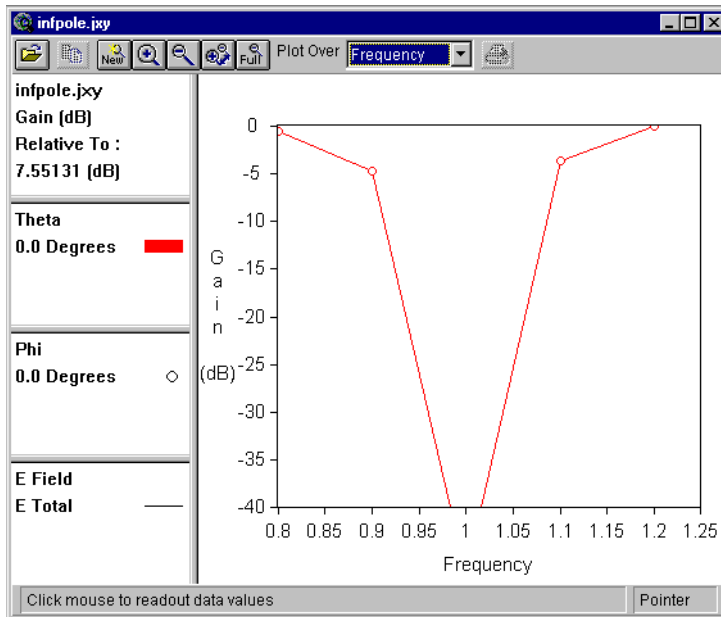 infpole.jxy
New Full Plot Over Frequency
infpole.jxy
Gain (dB)
Relative To :
7.55131 (dB)
Theta
0.0 Degrees
Phi
0.0 Degrees
E Field
E Total
Gain
(dB)
0
-5
-10
-15
-20
-25
-30
-35
-40
0.8 0.85 0.9 0.95 1 1.05 1.1 1.15 1.2 1.25
Frequency
Click mouse to readout data values Pointer